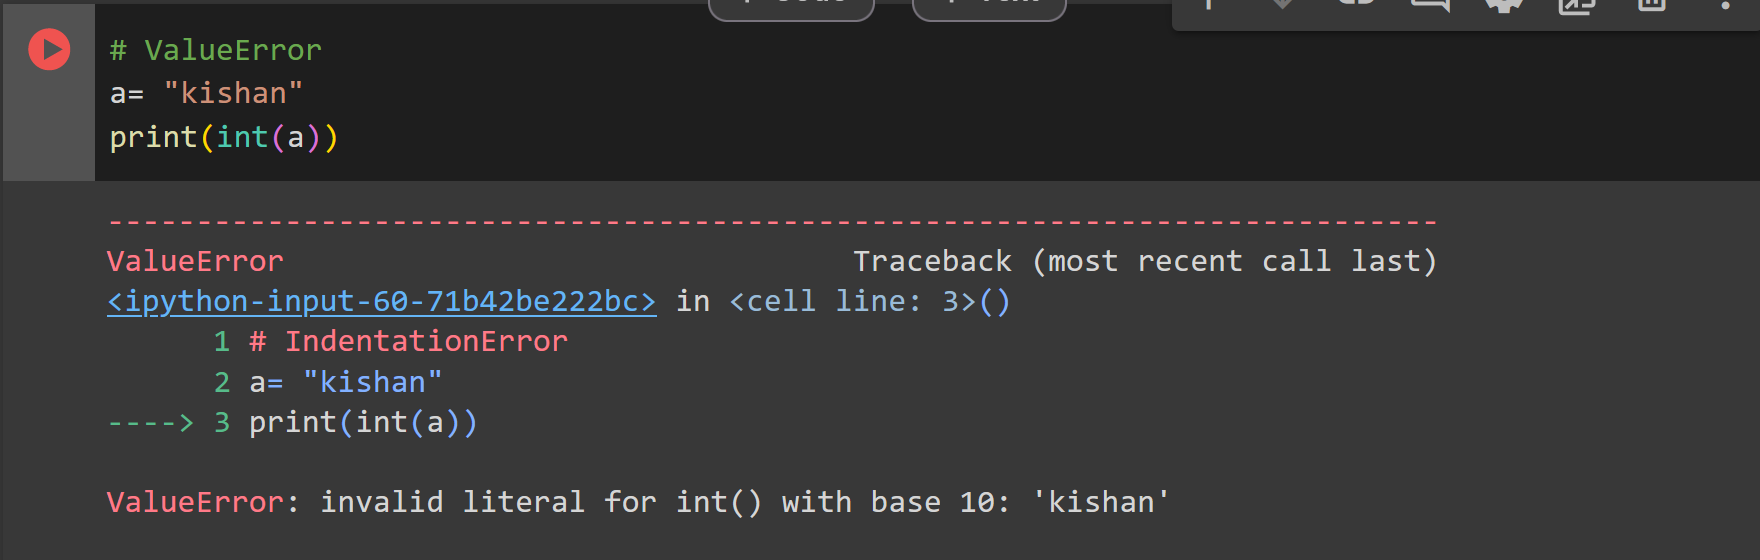 # ValueError
a= "kishan"
print(int(a))
---------------------------------------------------------------------------
ValueError                                Traceback (most recent call last)
<ipython-input-60-71b42be222bc> in <cell line: 3>()
      1 # IndentationError
      2 a= "kishan"
----> 3 print(int(a))

ValueError: invalid literal for int() with base 10: 'kishan'